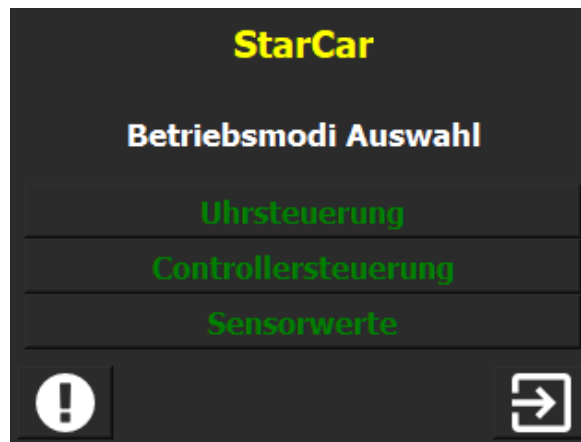 StarCar
Betriebsmodi Auswahl
Uhrsteuerung
Controllersteuerung
Sensorwerte